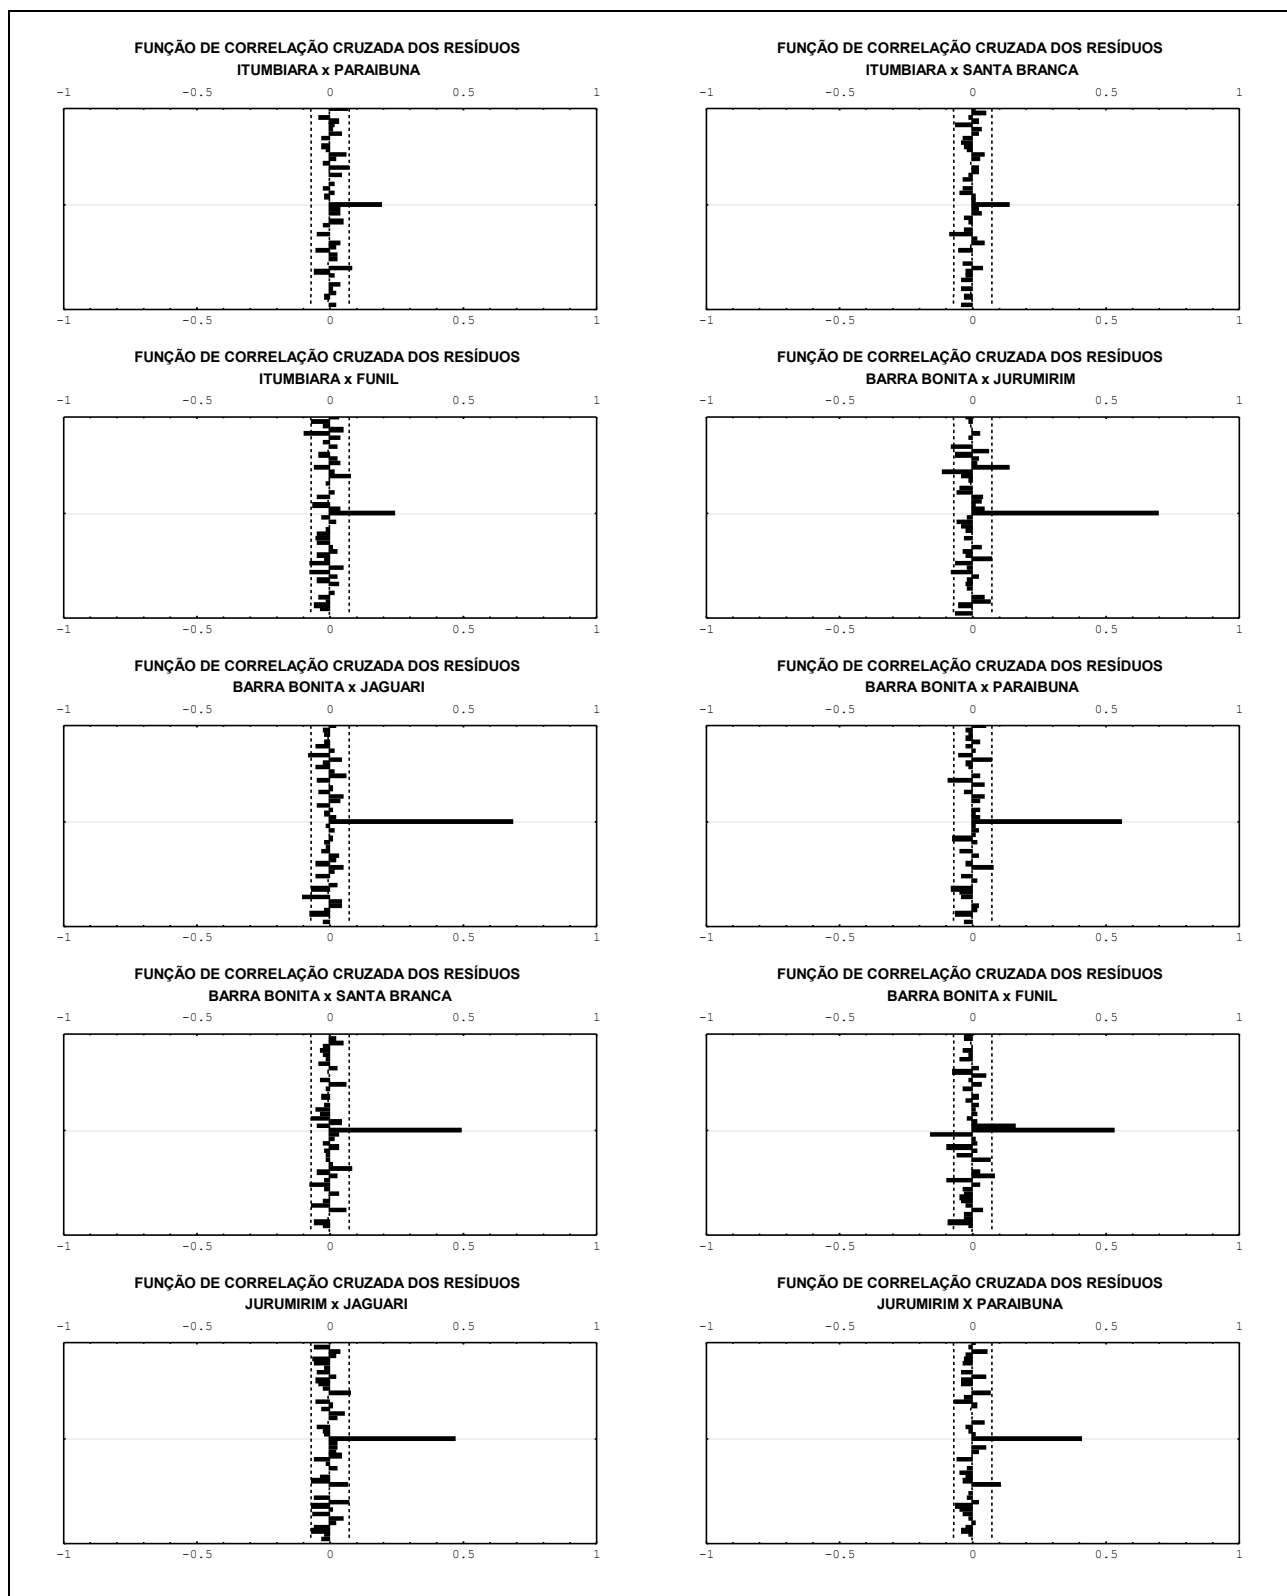 FUNÇÃO DE CORRELAÇÃO CRUZADA DOS RESÍDUOS
ITUMBIARA x PARAIBUNA
-1 -0.5 0 0.5 1
-1 -0.5 0 0.5 1
FUNÇÃO DE CORRELAÇÃO CRUZADA DOS RESÍDUOS
ITUMBIARA x SANTA BRANCA
-1 -0.5 0 0.5 1
-1 -0.5 0 0.5 1
FUNÇÃO DE CORRELAÇÃO CRUZADA DOS RESÍDUOS
ITUMBIARA x FUNIL
-1 -0.5 0 0.5 1
-1 -0.5 0 0.5 1
FUNÇÃO DE CORRELAÇÃO CRUZADA DOS RESÍDUOS
BARRA BONITA x JURUMIRIM
-1 -0.5 0 0.5 1
-1 -0.5 0 0.5 1
FUNÇÃO DE CORRELAÇÃO CRUZADA DOS RESÍDUOS
BARRA BONITA x JAGUARI
-1 -0.5 0 0.5 1
-1 -0.5 0 0.5 1
FUNÇÃO DE CORRELAÇÃO CRUZADA DOS RESÍDUOS
BARRA BONITA x PARAIBUNA
-1 -0.5 0 0.5 1
-1 -0.5 0 0.5 1
FUNÇÃO DE CORRELAÇÃO CRUZADA DOS RESÍDUOS
BARRA BONITA x SANTA BRANCA
-1 -0.5 0 0.5 1
-1 -0.5 0 0.5 1
FUNÇÃO DE CORRELAÇÃO CRUZADA DOS RESÍDUOS
BARRA BONITA x FUNIL
-1 -0.5 0 0.5 1
-1 -0.5 0 0.5 1
FUNÇÃO DE CORRELAÇÃO CRUZADA DOS RESÍDUOS
JURUMIRIM x JAGUARI
-1 -0.5 0 0.5 1
-1 -0.5 0 0.5 1
FUNÇÃO DE CORRELAÇÃO CRUZADA DOS RESÍDUOS
JURUMIRIM X PARAIBUNA
-1 -0.5 0 0.5 1
-1 -0.5 0 0.5 1